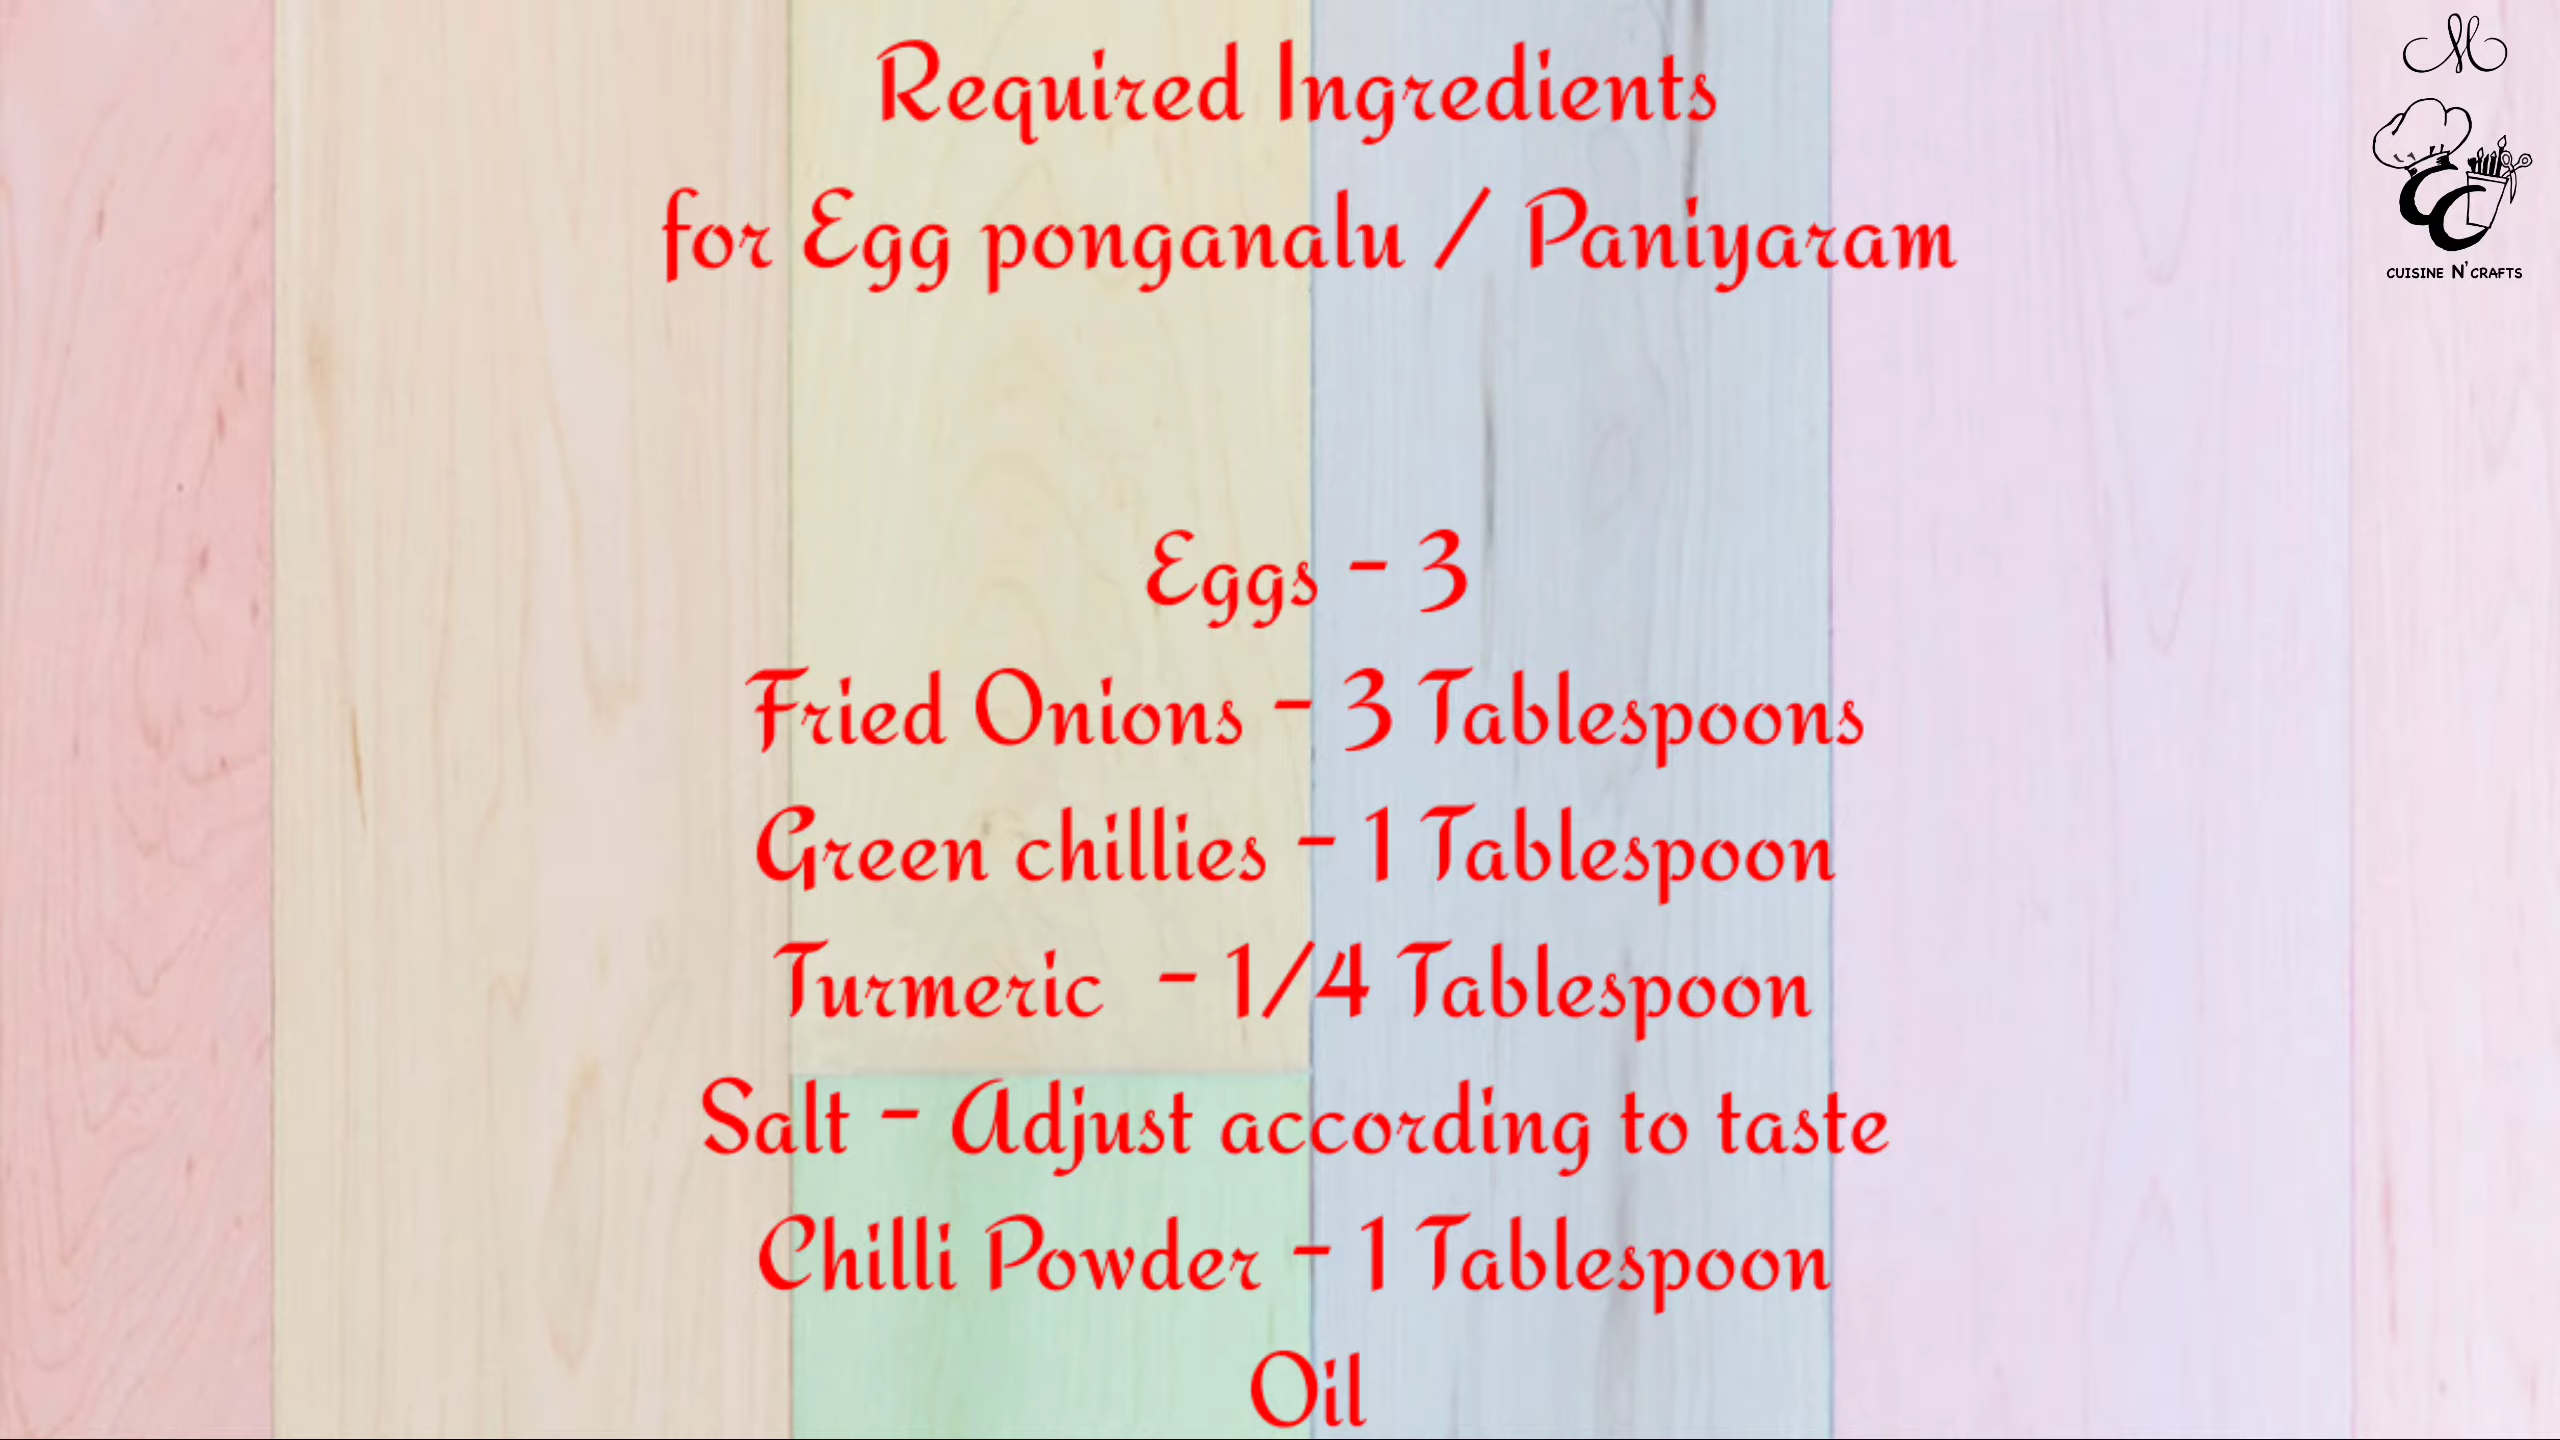 Required Ingredients
for Egg ponganalu / Paniyaram
Eggs - 3
Fried Onions - 3 Tablespoons
Green chillies - 1 Tablespoon
Turmeric - 1/4 Tablespoon
Salt - Adjust according to taste
Chilli Powder - 1 Tablespoon
Oil
M
CC
CUISINE N' CRAFTS